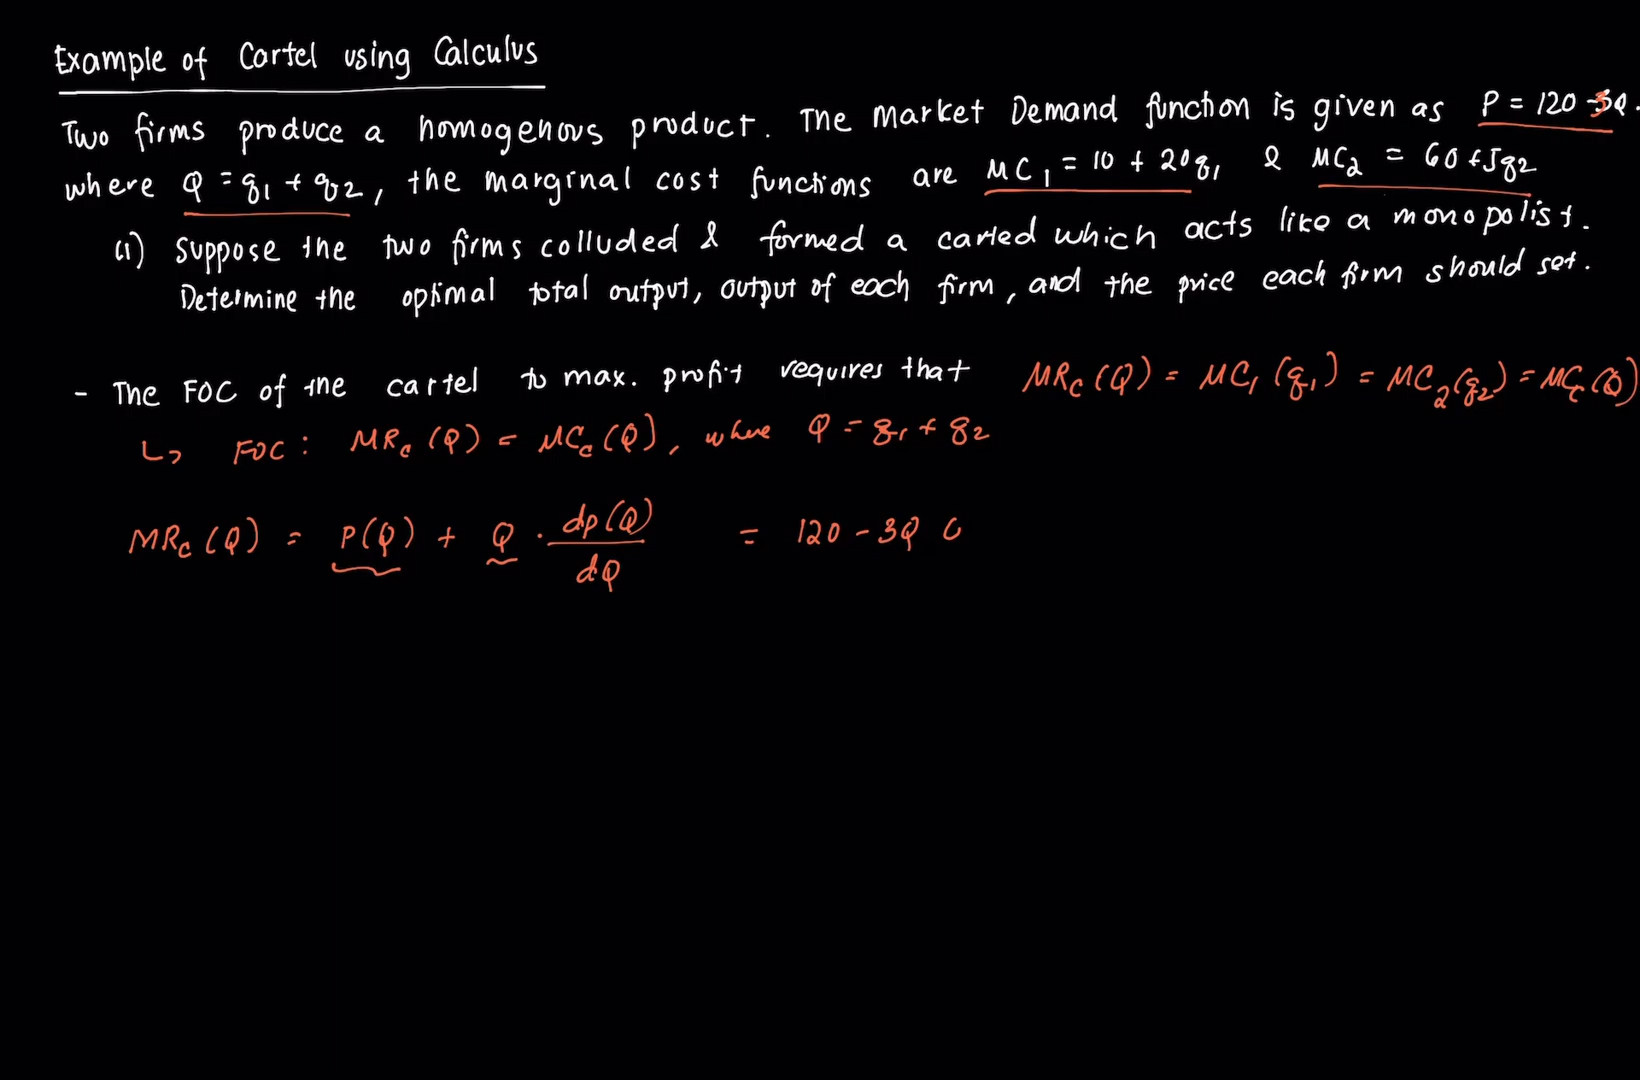 Example of Cartel using Calculus
Two firms produce a homogenous product. The Market Demand function is given as P = 120 - 3Q.
where Q = q1 + q2, the marginal cost functions are MC1 = 10 + 20q1 & MC2 = 60 + 5q2
(1) Suppose the two firms colluded & formed a carled which acts like a monopolist.
Determine the optimal total output, output of each firm, and the price each firm should set.
- The FOC of the cartel to max. profit requires that MRc(Q) = MC1(q1) = MC2(q2) = MCc(Q)
↳ FOC: MRc(Q) = MCc(Q), where Q = q1 + q2
MRc(Q) = P(Q) + Q · dp(Q)/dQ = 120 - 3Q (